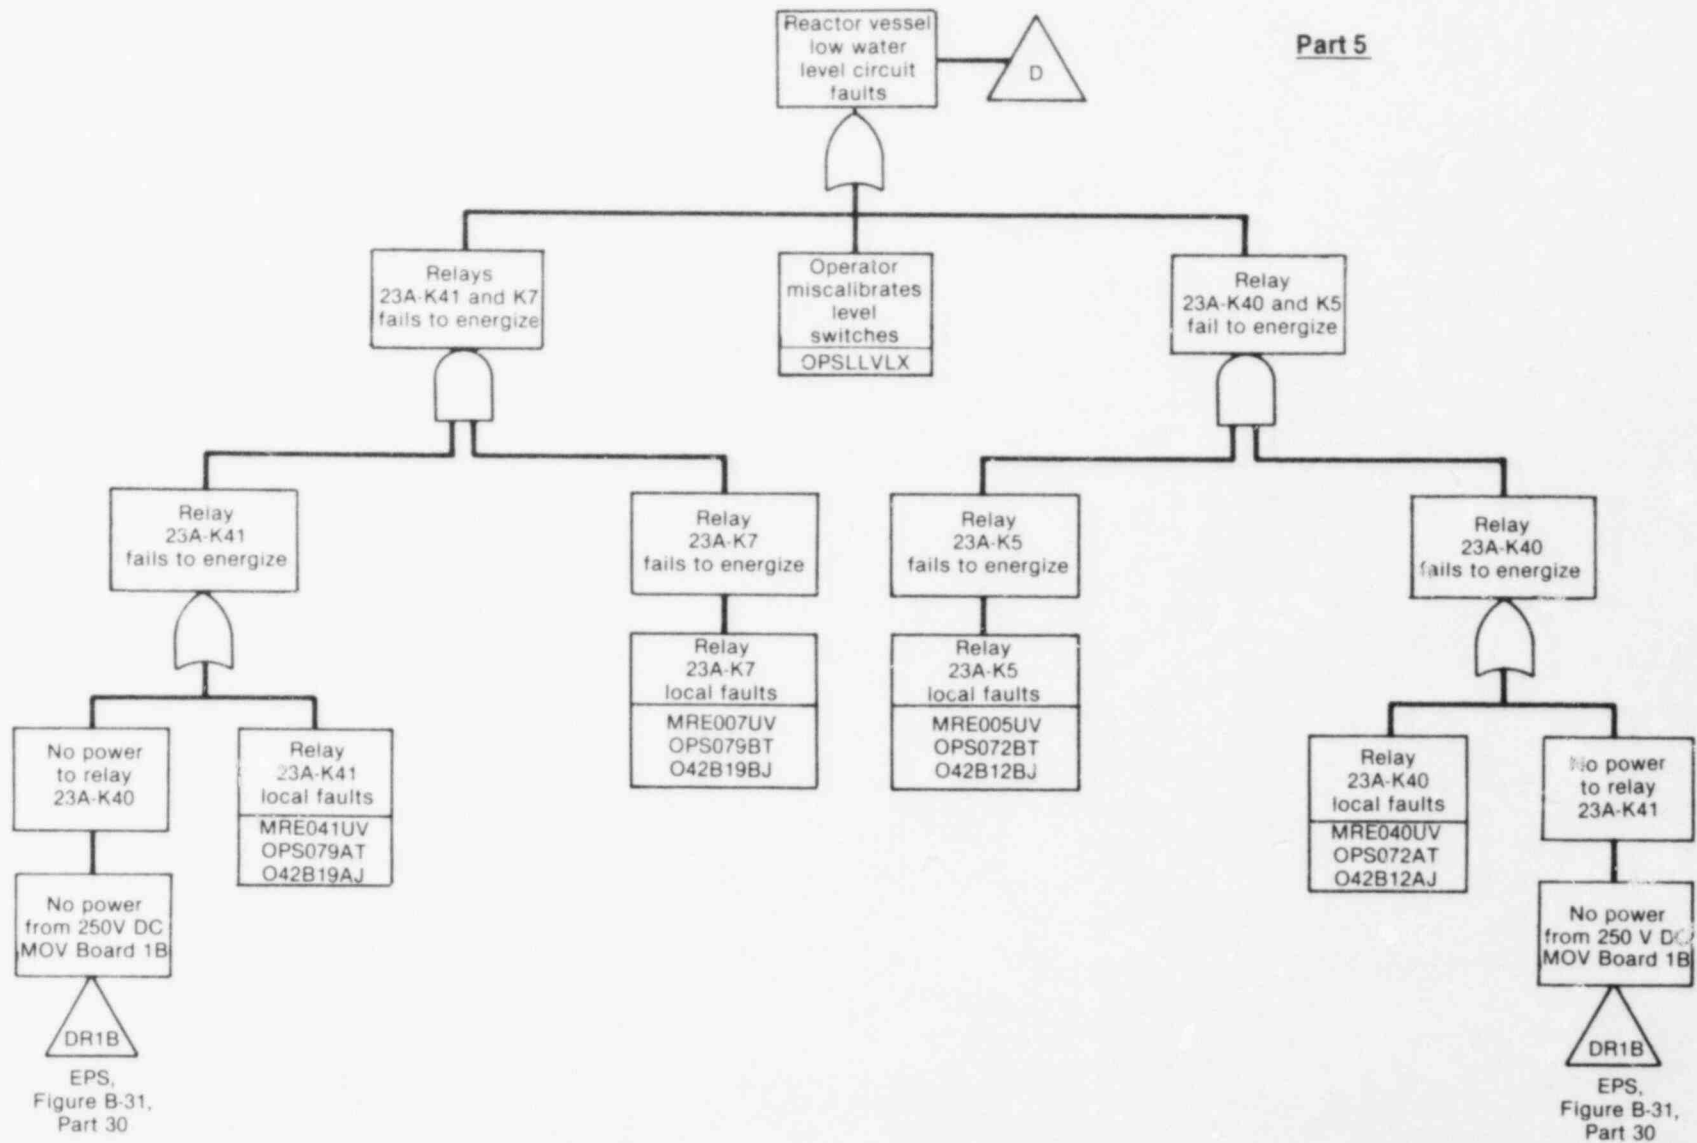 Part 5
Reactor vessel
low water
level circuit
faults
D
Relays
23A-K41 and K7
fails to energize
Operator
miscalibrates
level
switches
OPSLLVLX
Relay
23A-K40 and K5
fail to energize
Relay
23A-K41
fails to energize
Relay
23A-K7
fails to energize
Relay
23A-K5
fails to energize
Relay
23A-K40
fails to energize
No power
to relay
23A-K40
Relay
23A-K41
local faults
MRE041UV
OPS079AT
O42B19AJ
Relay
23A-K7
local faults
MRE007UV
OPS079BT
O42B19BJ
Relay
23A-K5
local faults
MRE005UV
OPS072BT
O42B12BJ
Relay
23A-K40
local faults
MRE040UV
OPS072AT
O42B12AJ
No power
to relay
23A-K41
No power
from 250V DC
MOV Board 1B
DR1B
EPS,
Figure B-31,
Part 30
No power
from 250 V DC
MOV Board 1B
DR1B
EPS,
Figure B-31,
Part 30